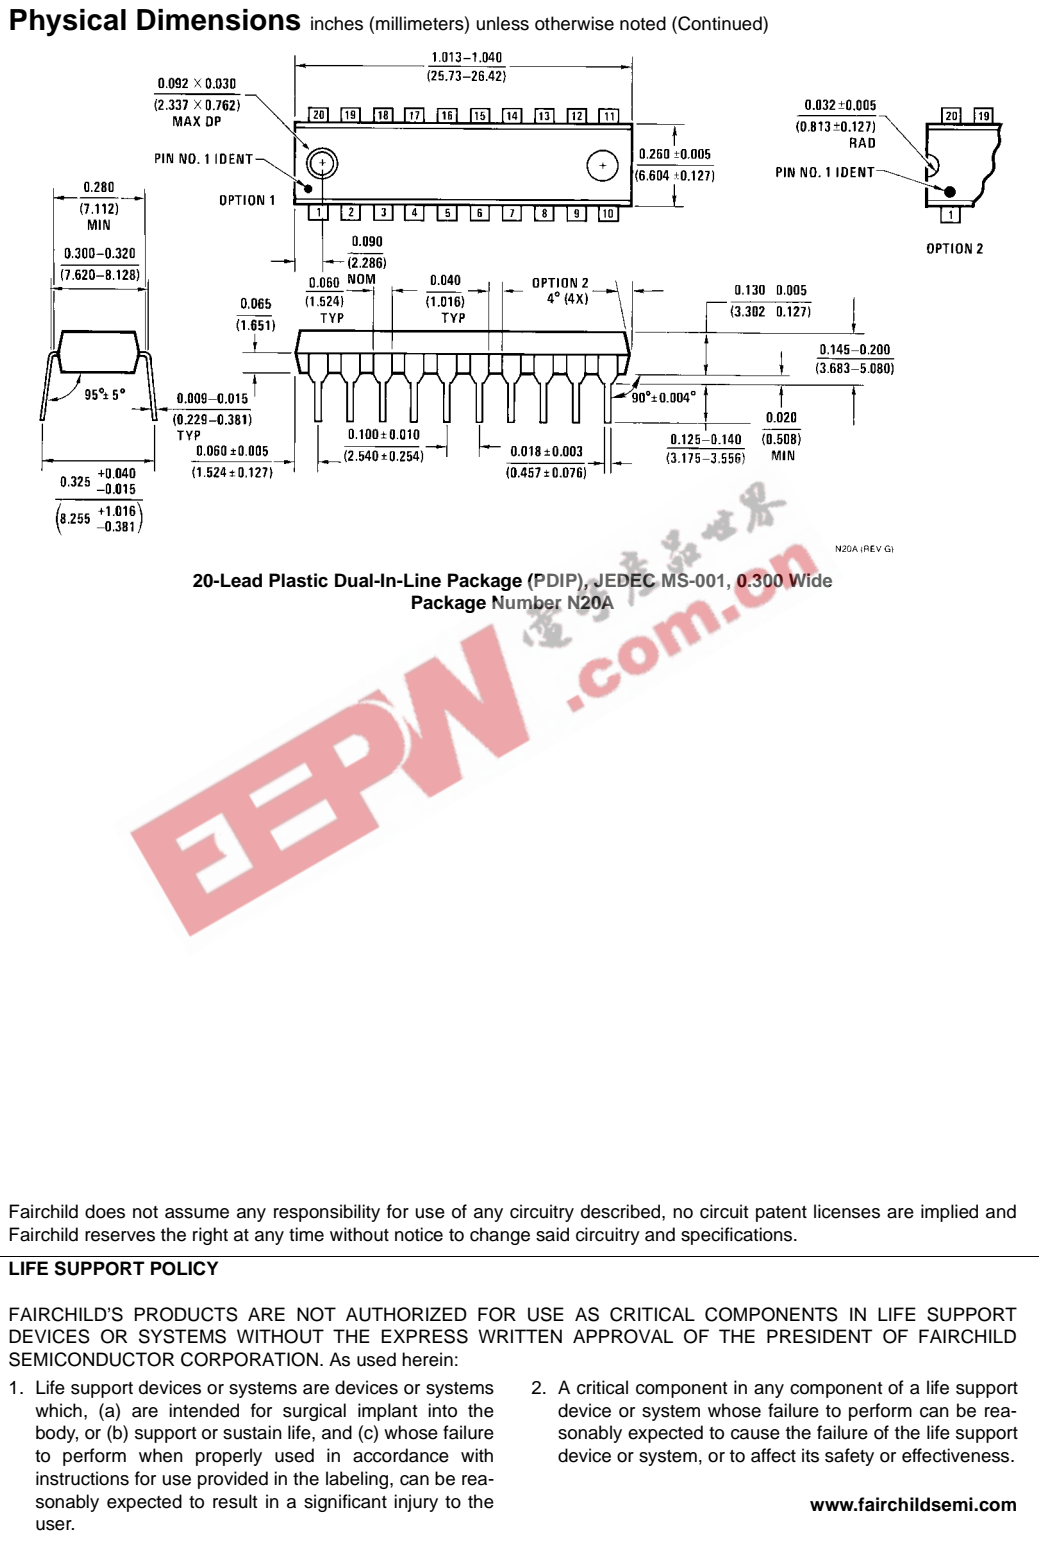 Physical Dimensions inches (millimeters) unless otherwise noted (Continued)
1.013–1.040
(25.73–26.42)
0.092 × 0.030
(2.337 × 0.762)
MAX DP
0.032 ±0.005
(0.813 ±0.127)
RAD
20 19 18 17 16 15 14 13 12 11
20 19
PIN NO. 1 IDENT
0.260 ±0.005
(6.604 ±0.127)
PIN NO. 1 IDENT
OPTION 1
1 2 3 4 5 6 7 8 9 10
1
OPTION 2
0.280
(7.112)
MIN
0.300–0.320
(7.620–8.128)
0.090
(2.286)
NOM
0.060
(1.524)
TYP
0.040
(1.016)
TYP
OPTION 2
4° (4X)
0.065
(1.651)
0.130 0.005
(3.302 0.127)
0.145–0.200
(3.683–5.080)
95°± 5°
0.009–0.015
(0.229–0.381)
TYP
90°±0.004°
0.020
(0.508)
MIN
0.100 ±0.010
(2.540 ±0.254)
0.125–0.140
(3.175–3.556)
0.060 ±0.005
(1.524 ±0.127)
0.018 ±0.003
(0.457 ±0.076)
0.325 +0.040
–0.015
(8.255 +1.016
–0.381)
N20A (REV G)
20-Lead Plastic Dual-In-Line Package (PDIP), JEDEC MS-001, 0.300 Wide
Package Number N20A
产品世界
EEPW
.com.cn
Fairchild does not assume any responsibility for use of any circuitry described, no circuit patent licenses are implied and
Fairchild reserves the right at any time without notice to change said circuitry and specifications.
LIFE SUPPORT POLICY
FAIRCHILD'S PRODUCTS ARE NOT AUTHORIZED FOR USE AS CRITICAL COMPONENTS IN LIFE SUPPORT
DEVICES OR SYSTEMS WITHOUT THE EXPRESS WRITTEN APPROVAL OF THE PRESIDENT OF FAIRCHILD
SEMICONDUCTOR CORPORATION. As used herein:
1. Life support devices or systems are devices or systems
which, (a) are intended for surgical implant into the
body, or (b) support or sustain life, and (c) whose failure
to perform when properly used in accordance with
instructions for use provided in the labeling, can be rea-
sonably expected to result in a significant injury to the
user.
2. A critical component in any component of a life support
device or system whose failure to perform can be rea-
sonably expected to cause the failure of the life support
device or system, or to affect its safety or effectiveness.
www.fairchildsemi.com